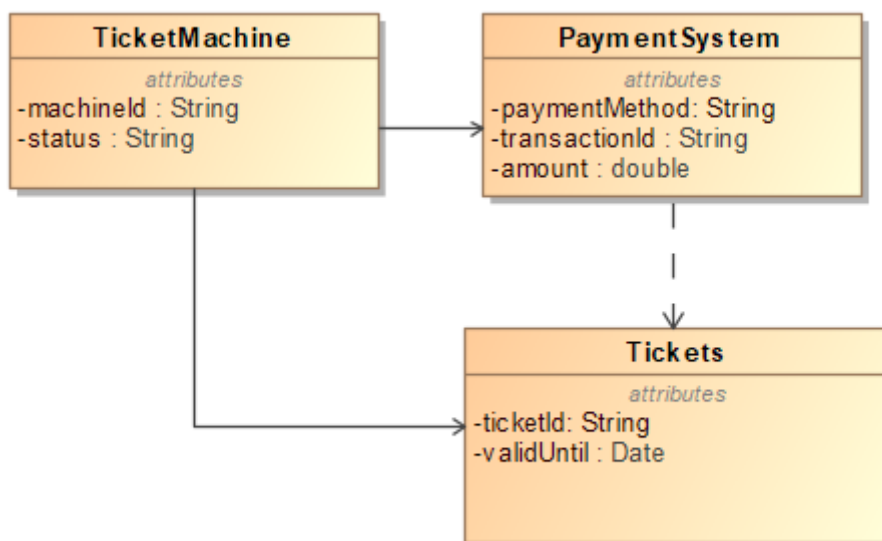 TicketMachine
attributes
-machineId : String
-status : String
PaymentSystem
attributes
-paymentMethod: String
-transactionId : String
-amount : double
Tickets
attributes
-ticketId: String
-validUntil : Date